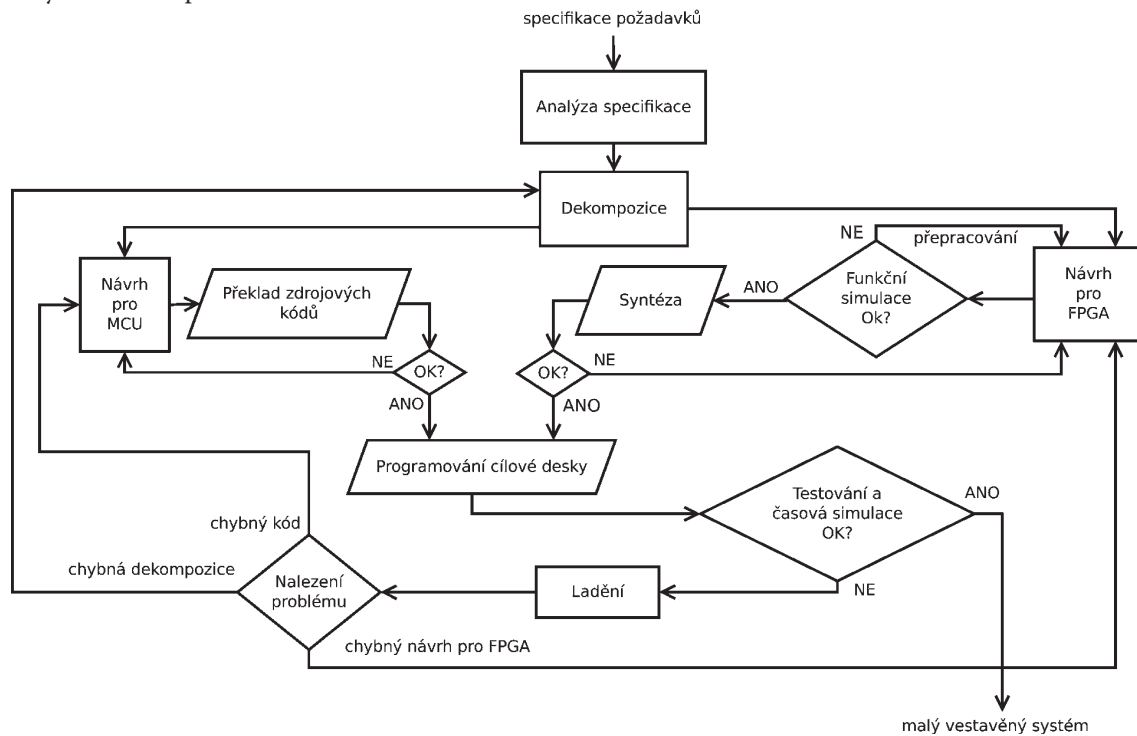 specifikace požadavků
Analýza specifikace
Dekompozice
NE
přepracování
Návrh
pro
MCU
Překlad zdrojových
kódů
Syntéza
ANO
Funkční
simulace
Ok?
Návrh
pro
FPGA
NE
OK?
OK?
NE
ANO
ANO
Programování cílové desky
Testování a
časová simulace
OK?
ANO
chybný kód
chybná dekompozice
Nalezení
problému
Ladění
NE
chybný návrh pro FPGA
malý vestavěný systém